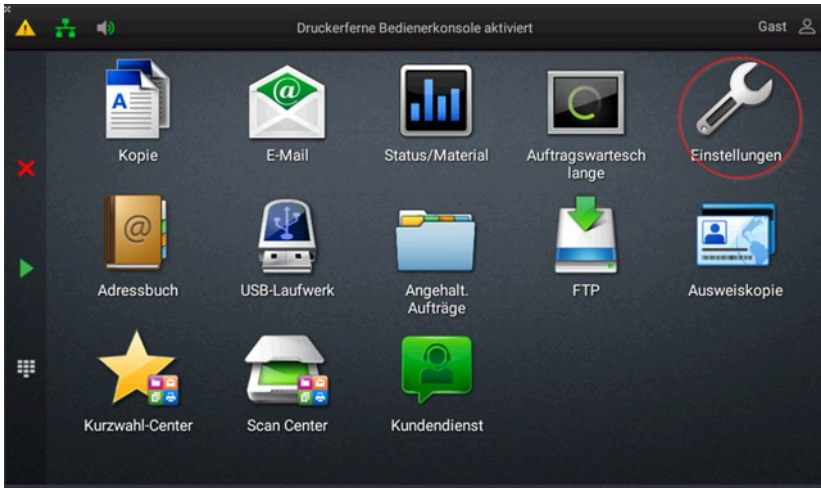 Druckerferne Bedienerkonsole aktiviert
Gast
Kopie
E-Mail
Status/Material
Auftragswartesch
lange
Einstellungen
Adressbuch
USB-Laufwerk
Angehalt.
Aufträge
FTP
Ausweiskopie
Kurzwahl-Center
Scan Center
Kundendienst